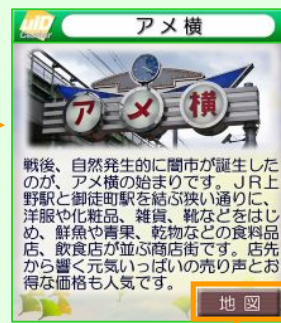 アメ横
アメ横
戦後、自然発生的に闇市が誕生した
のが、アメ横の始まりです。ＪＲ上
野駅と御徒町駅を結ぶ狭い通りに、
洋服や化粧品、雑貨、靴などをはじ
め、鮮魚や青果、乾物などの食料品
店、飲食店が並ぶ商店街です。店先
から響く元気いっぱいの売り声とお
得な価格も人気です。
地図